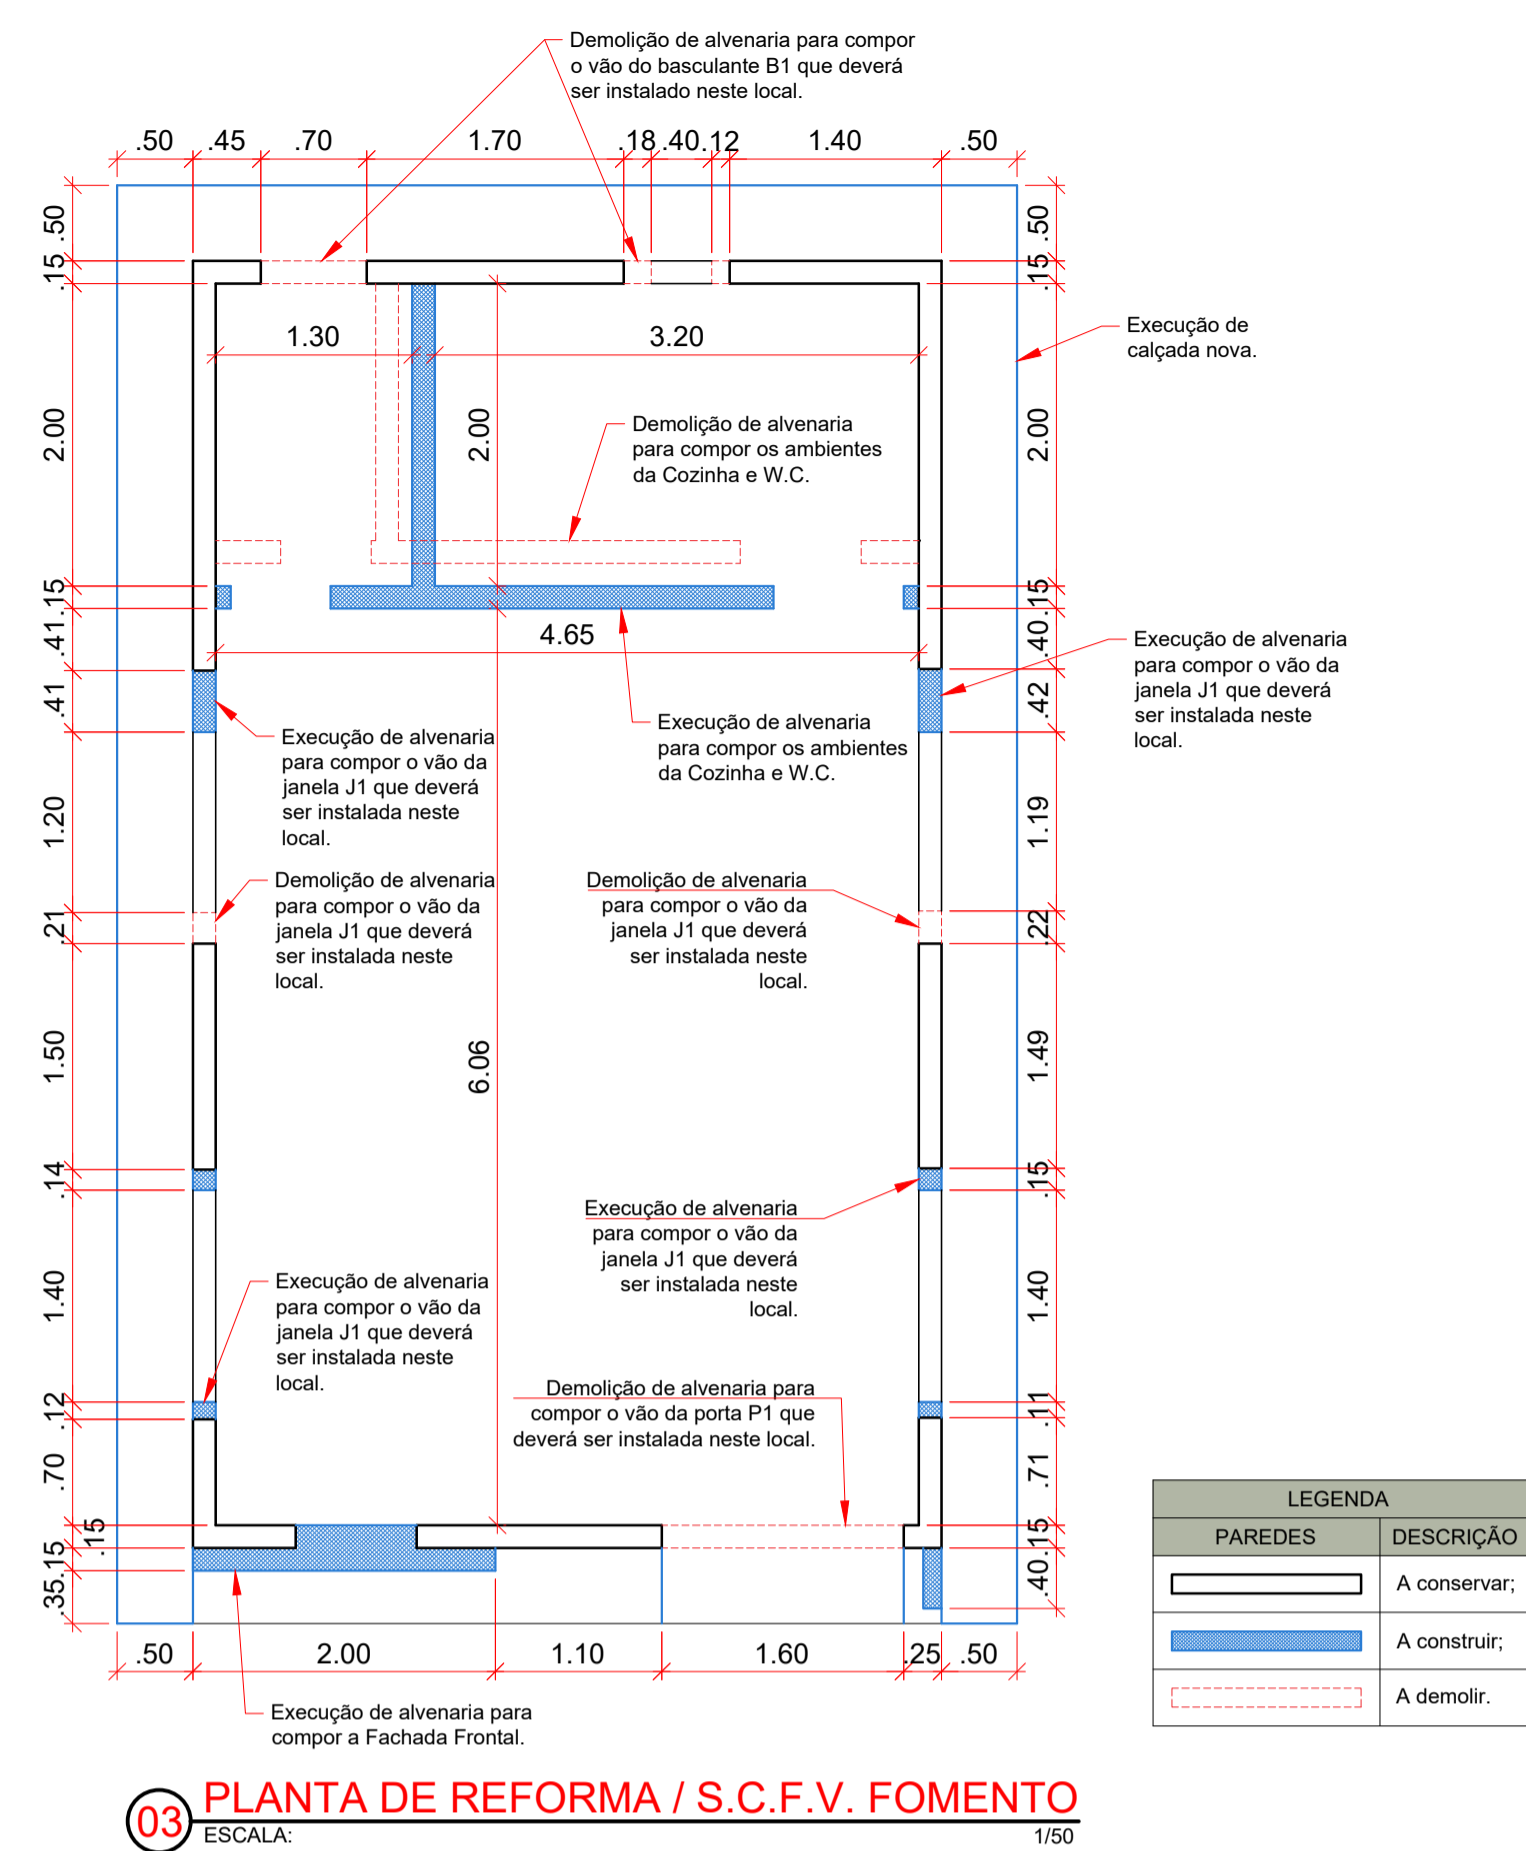 Demolição de alvenaria para compor
o vão do basculante B1 que deverá
ser instalado neste local.
.50 .45 .70 1.70 .18 .40 .12 1.40 .50
.50
.15
2.00
.15
.41
.41
1.20
.21
1.50
.14
1.40
.12
.70
.15
.15
.35
1.30
3.20
2.00
Demolição de alvenaria
para compor os ambientes
da Cozinha e W.C.
4.65
Execução de alvenaria
para compor os ambientes
da Cozinha e W.C.
Execução de alvenaria
para compor o vão da
janela J1 que deverá
ser instalada neste
local.
Demolição de alvenaria
para compor o vão da
janela J1 que deverá
ser instalada neste
local.
Demolição de alvenaria
para compor o vão da
janela J1 que deverá
ser instalada neste
local.
6.06
Execução de alvenaria
para compor o vão da
janela J1 que deverá
ser instalada neste
local.
Execução de alvenaria
para compor o vão da
janela J1 que deverá
ser instalada neste
local.
Demolição de alvenaria para
compor o vão da porta P1 que
deverá ser instalada neste local.
.50
.15
2.00
.15
.40
.42
1.19
.22
1.49
.15
1.40
.11
.71
.15
.40
Execução de
calçada nova.
Execução de alvenaria
para compor o vão da
janela J1 que deverá
ser instalada neste
local.
.50 2.00 1.10 1.60 .25 .50
Execução de alvenaria para
compor a Fachada Frontal.
LEGENDA
PAREDES DESCRIÇÃO
A conservar;
A construir;
A demolir.
03 PLANTA DE REFORMA / S.C.F.V. FOMENTO
ESCALA: 1/50